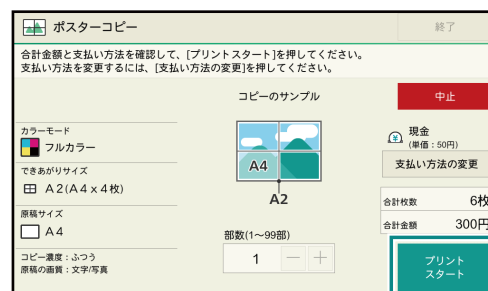 ポスターコピー
終了
合計金額と支払い方法を確認して、[プリントスタート]を押してください。
支払い方法を変更するには、[支払い方法の変更]を押してください。
コピーのサンプル
中止
カラーモード
フルカラー
できあがりサイズ
A2(A4×4枚)
原稿サイズ
A4
コピー濃度：ふつう
原稿の画質：文字/写真
A4
A2
部数(1〜99部)
1
現金
(単価：50円)
支払い方法の変更
合計枚数 6枚
合計金額 300円
プリント
スタート